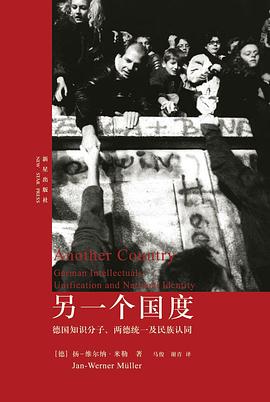 新星出版社
NEW STAR PRESS
Another Country
German Intellectuals,
Unification and National Identity
另一个国度
德国知识分子、两德统一及民族认同
[德] 扬-维尔纳·米勒 著 马俊 谢青 译
Jan-Werner Müller